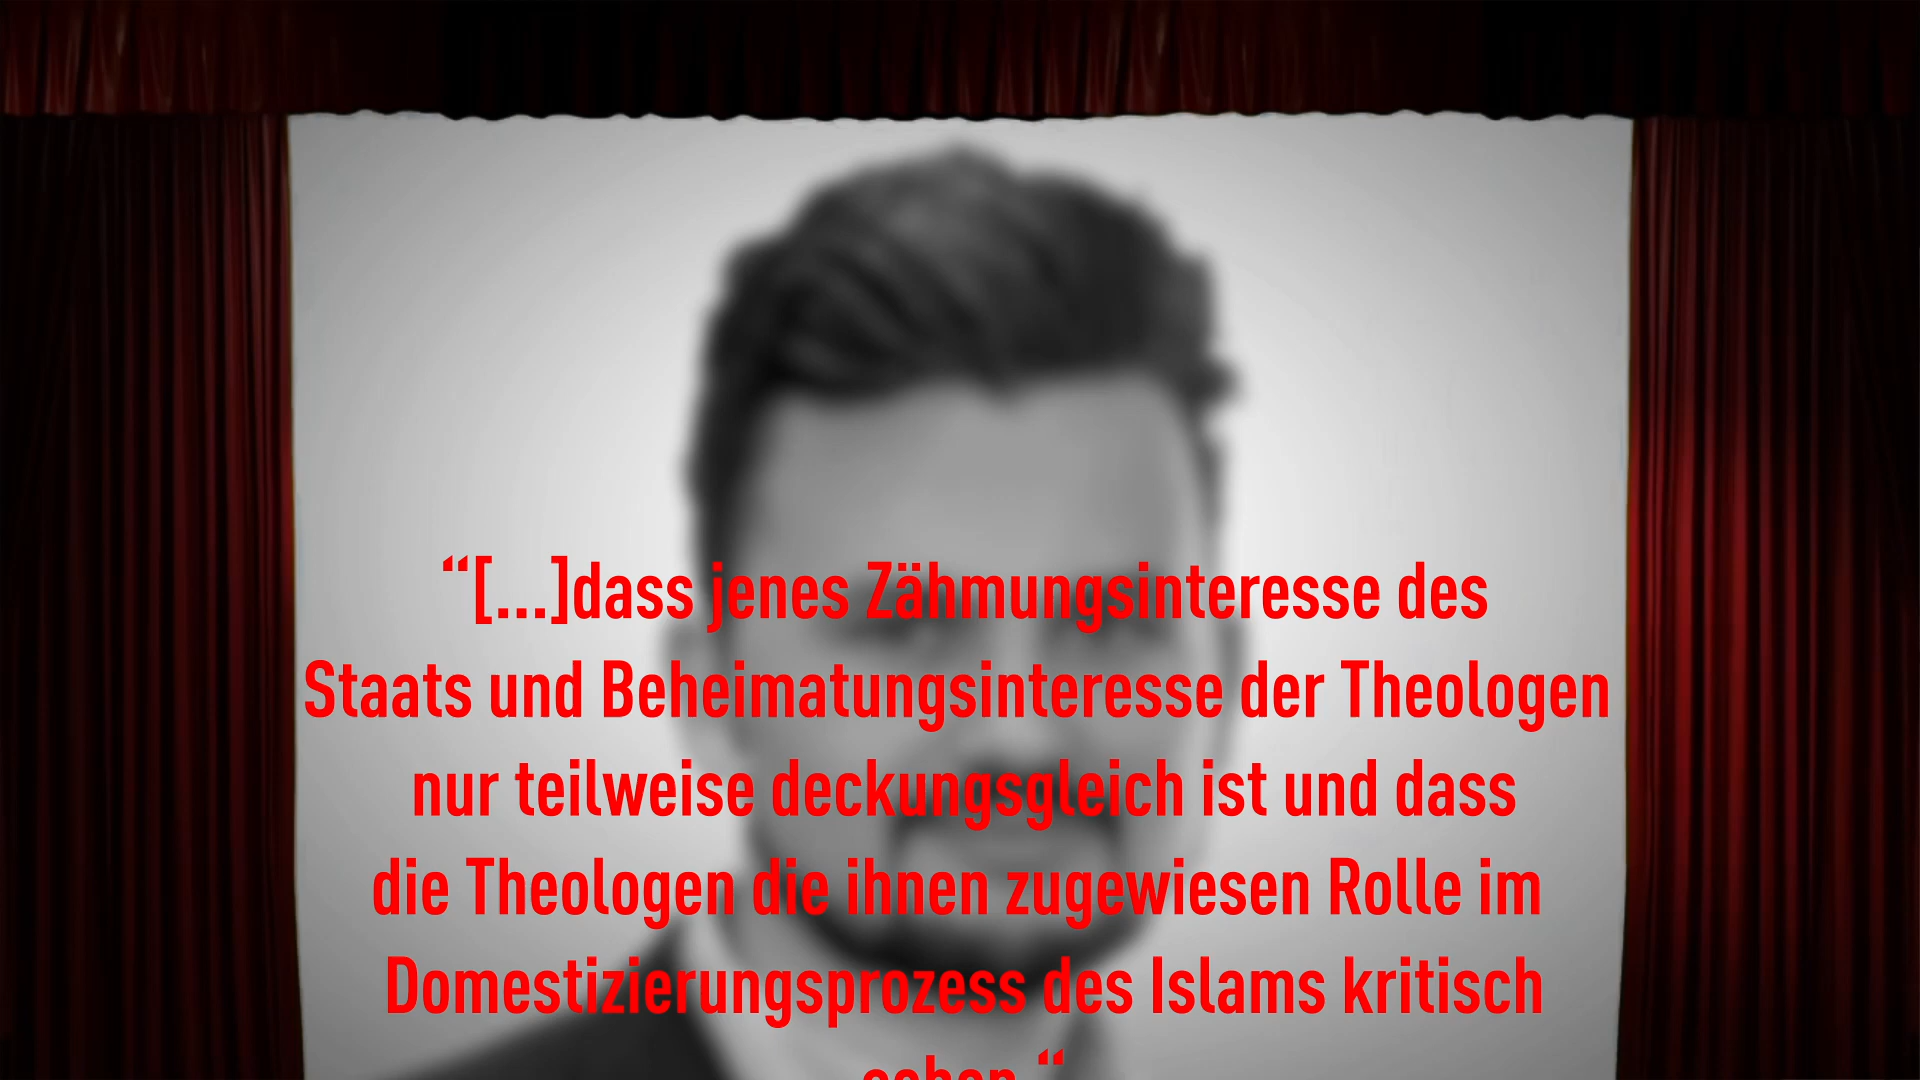 “[...]dass jenes Zähmungsinteresse des
Staats und Beheimatungsinteresse der Theologen
nur teilweise deckungsgleich ist und dass
die Theologen die ihnen zugewiesen Rolle im
Domestizierungsprozess des Islams kritisch
sehen.“